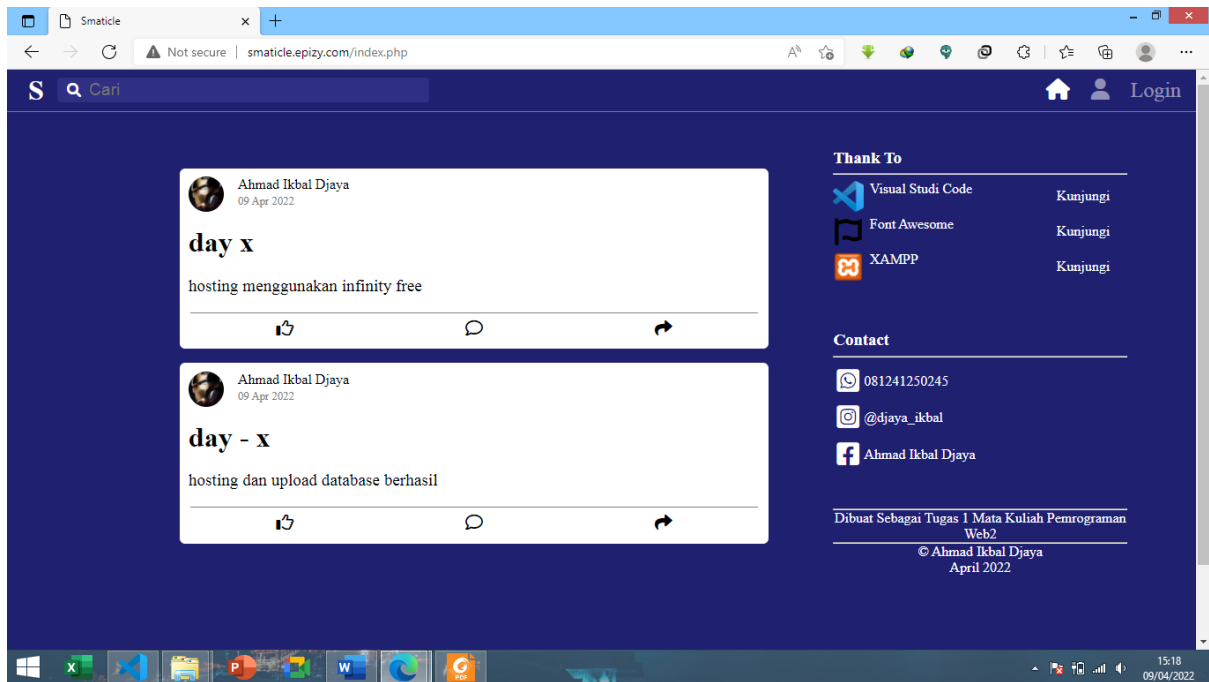 Smaticle
Not secure | smaticle.epizy.com/index.php
S Cari Login
Ahmad Ikbal Djaya
09 Apr 2022
day x
hosting menggunakan infinity free
Ahmad Ikbal Djaya
09 Apr 2022
day - x
hosting dan upload database berhasil
Thank To
Visual Studi Code Kunjungi
Font Awesome Kunjungi
XAMPP Kunjungi
Contact
081241250245
@djaya_ikbal
Ahmad Ikbal Djaya
Dibuat Sebagai Tugas 1 Mata Kuliah Pemrograman
Web2
© Ahmad Ikbal Djaya
April 2022
15:18
09/04/2022